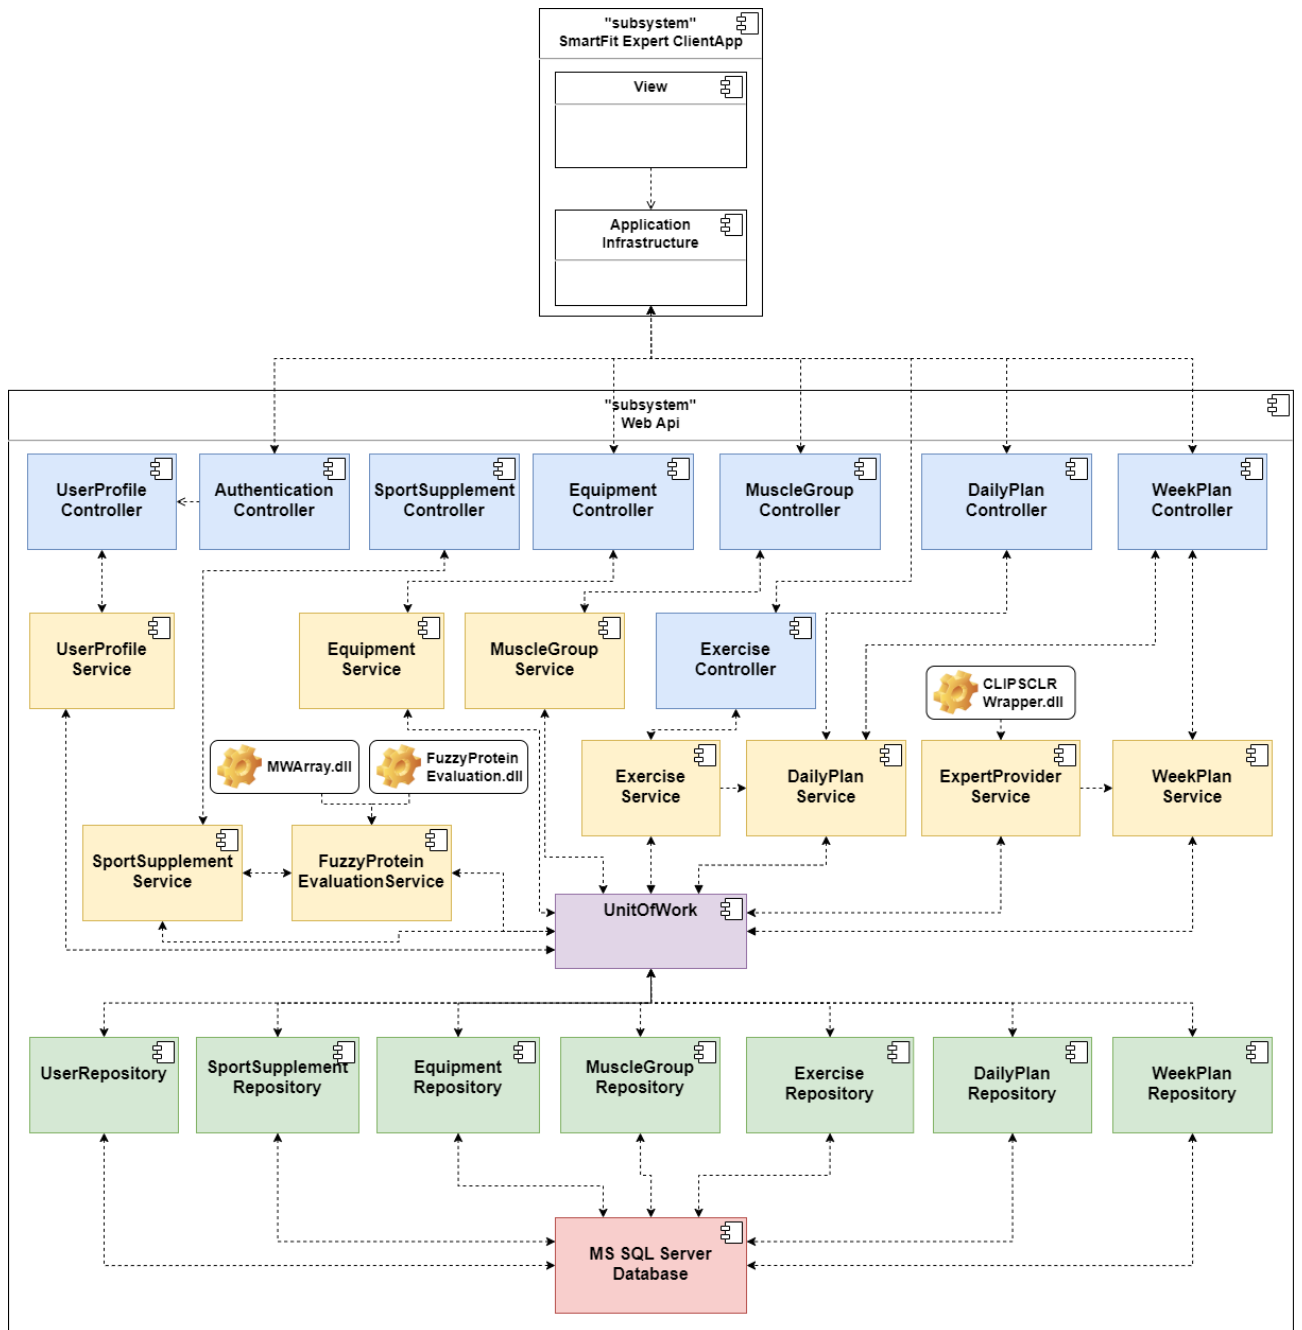 "subsystem"
SmartFit Expert ClientApp
View
Application
Infrastructure
"subsystem"
Web Api
UserProfile
Controller
Authentication
Controller
SportSupplement
Controller
Equipment
Controller
MuscleGroup
Controller
DailyPlan
Controller
WeekPlan
Controller
UserProfile
Service
Equipment
Service
MuscleGroup
Service
Exercise
Controller
CLIPSCLR
Wrapper.dll
MWArray.dll
FuzzyProtein
Evaluation.dll
Exercise
Service
DailyPlan
Service
ExpertProvider
Service
WeekPlan
Service
SportSupplement
Service
FuzzyProtein
EvaluationService
UnitOfWork
UserRepository
SportSupplement
Repository
Equipment
Repository
MuscleGroup
Repository
Exercise
Repository
DailyPlan
Repository
WeekPlan
Repository
MS SQL Server
Database